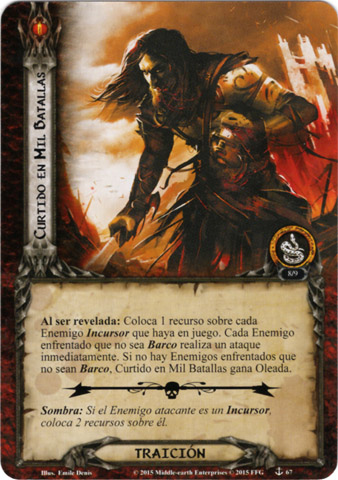 CURTIDO EN MIL BATALLAS
8/9
Al ser revelada: Coloca 1 recurso sobre cada
Enemigo Incursor que haya en juego. Cada Enemigo
enfrentado que no sea Barco realiza un ataque
inmediatamente. Si no hay Enemigos enfrentados que
no sean Barco, Curtido en Mil Batallas gana Oleada.
Sombra: Si el Enemigo atacante es un Incursor,
coloca 2 recursos sobre él.
TRAICIÓN
Illus. Emile Denis
© 2015 Middle-earth Enterprises © 2015 FFG
67